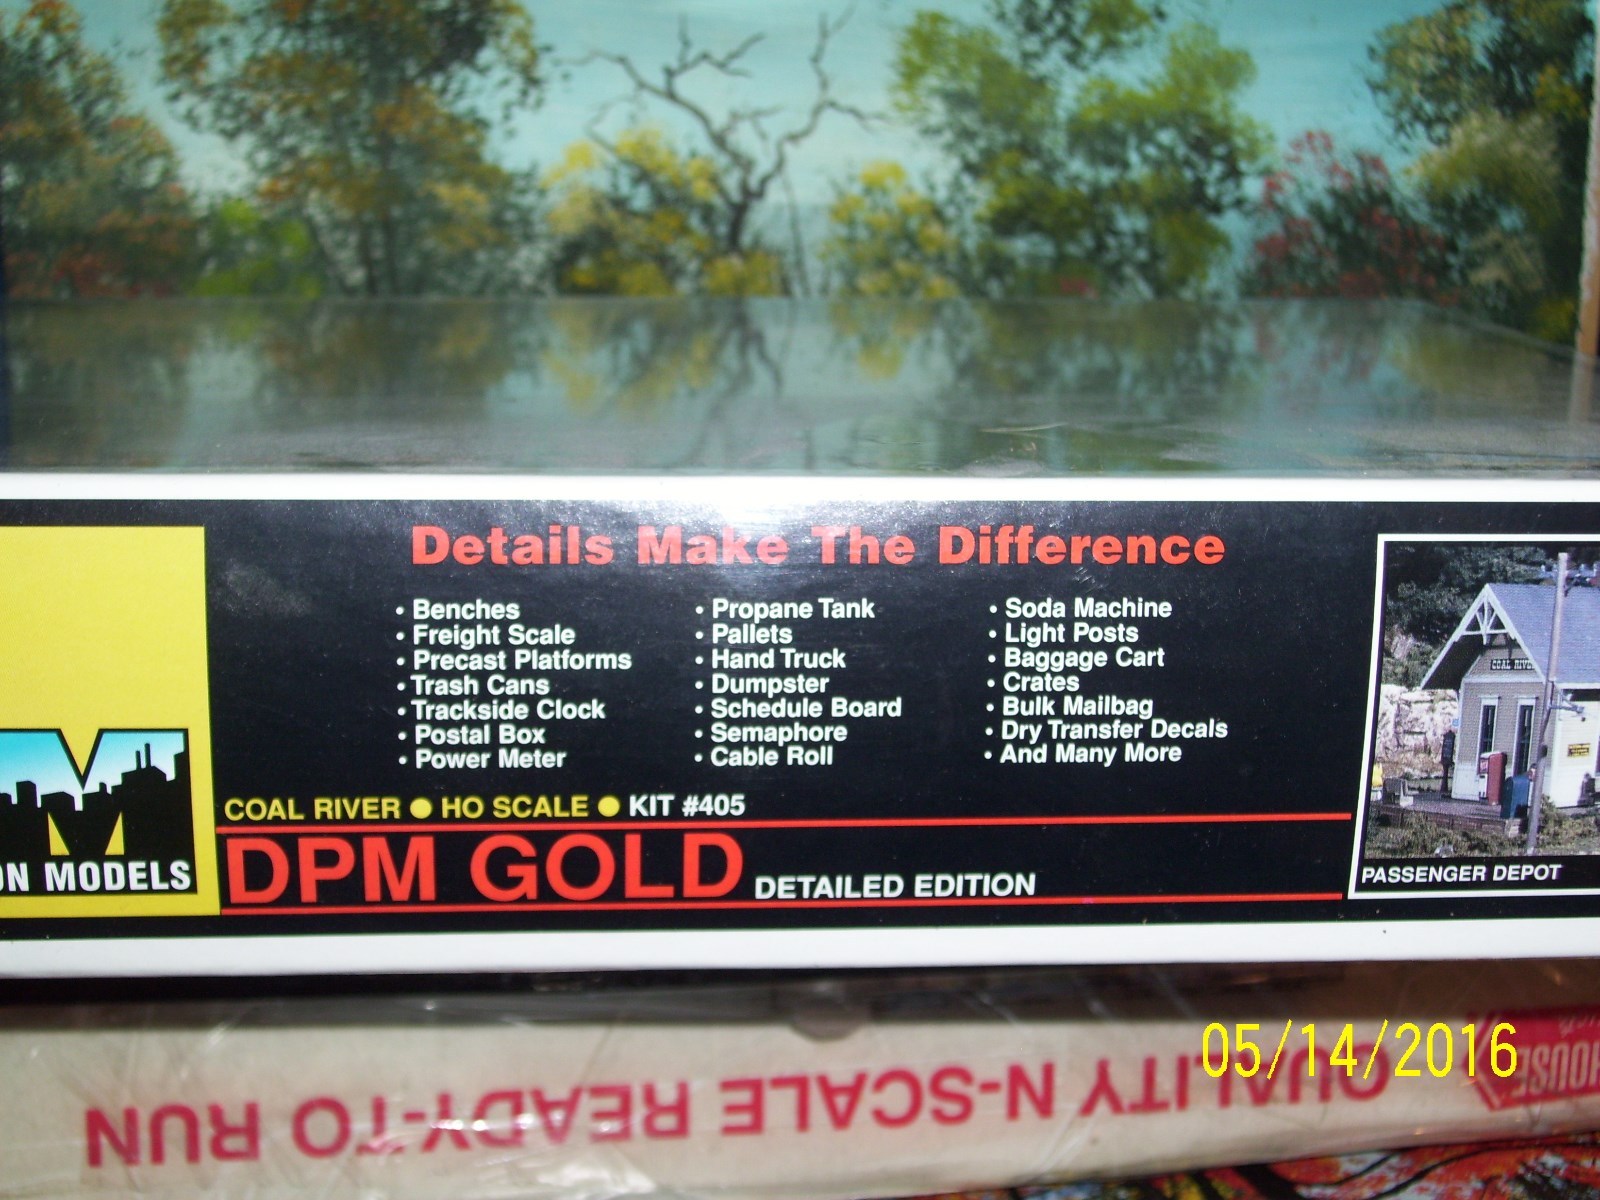 Details Make The Difference
• Benches
• Freight Scale
• Precast Platforms
• Trash Cans
• Trackside Clock
• Postal Box
• Power Meter
• Propane Tank
• Pallets
• Hand Truck
• Dumpster
• Schedule Board
• Semaphore
• Cable Roll
• Soda Machine
• Light Posts
• Baggage Cart
• Crates
• Bulk Mailbag
• Dry Transfer Decals
• And Many More
COAL RIVER ● HO SCALE ● KIT #405
DPM GOLD DETAILED EDITION
M
ON MODELS
COAL RIVE
PASSENGER DEPOT
05/14/2016
QUALITY N-SCALE READY-TO RUN
HOUSE